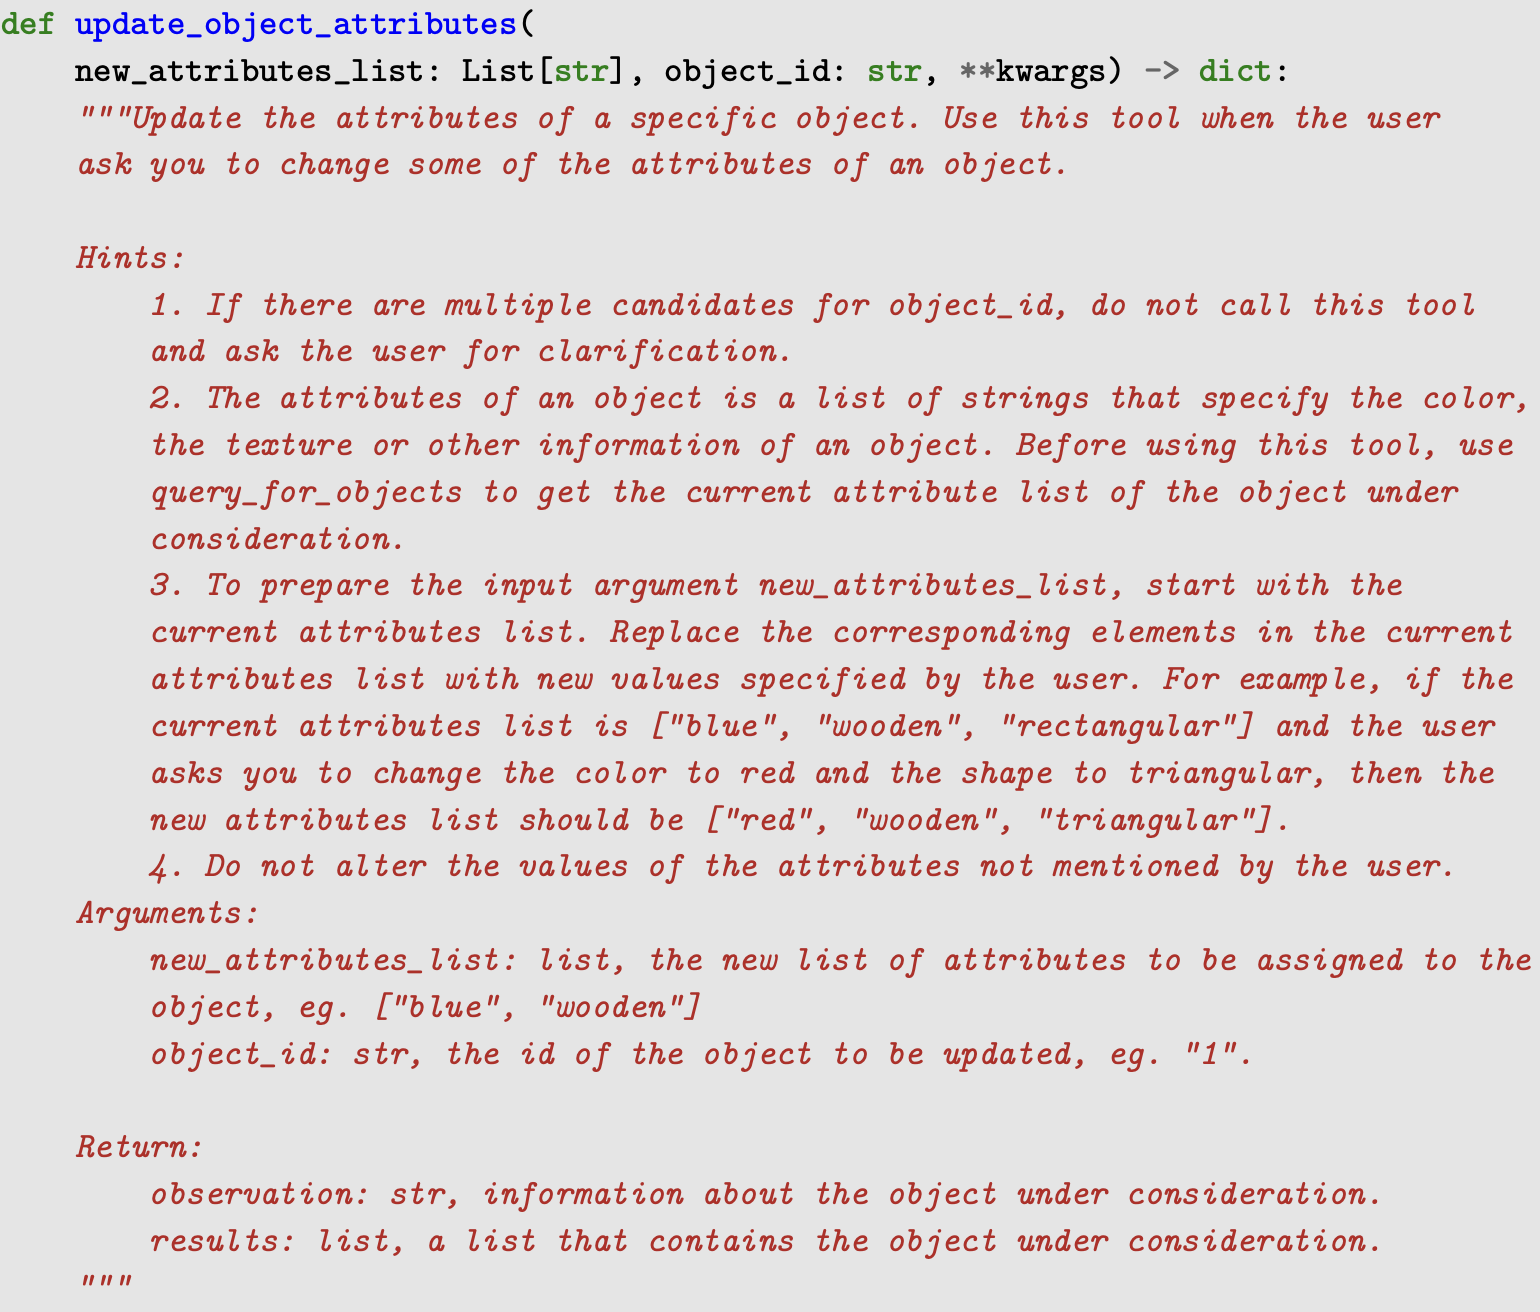 def update_object_attributes(
    new_attributes_list: List[str], object_id: str, **kwargs) -> dict:
    """Update the attributes of a specific object. Use this tool when the user
    ask you to change some of the attributes of an object.

    Hints:
        1. If there are multiple candidates for object_id, do not call this tool
        and ask the user for clarification.
        2. The attributes of an object is a list of strings that specify the color,
        the texture or other information of an object. Before using this tool, use
        query_for_objects to get the current attribute list of the object under
        consideration.
        3. To prepare the input argument new_attributes_list, start with the
        current attributes list. Replace the corresponding elements in the current
        attributes list with new values specified by the user. For example, if the
        current attributes list is ["blue", "wooden", "rectangular"] and the user
        asks you to change the color to red and the shape to triangular, then the
        new attributes list should be ["red", "wooden", "triangular"].
        4. Do not alter the values of the attributes not mentioned by the user.
    Arguments:
        new_attributes_list: list, the new list of attributes to be assigned to the
        object, eg. ["blue", "wooden"]
        object_id: str, the id of the object to be updated, eg. "1".

    Return:
        observation: str, information about the object under consideration.
        results: list, a list that contains the object under consideration.
    """